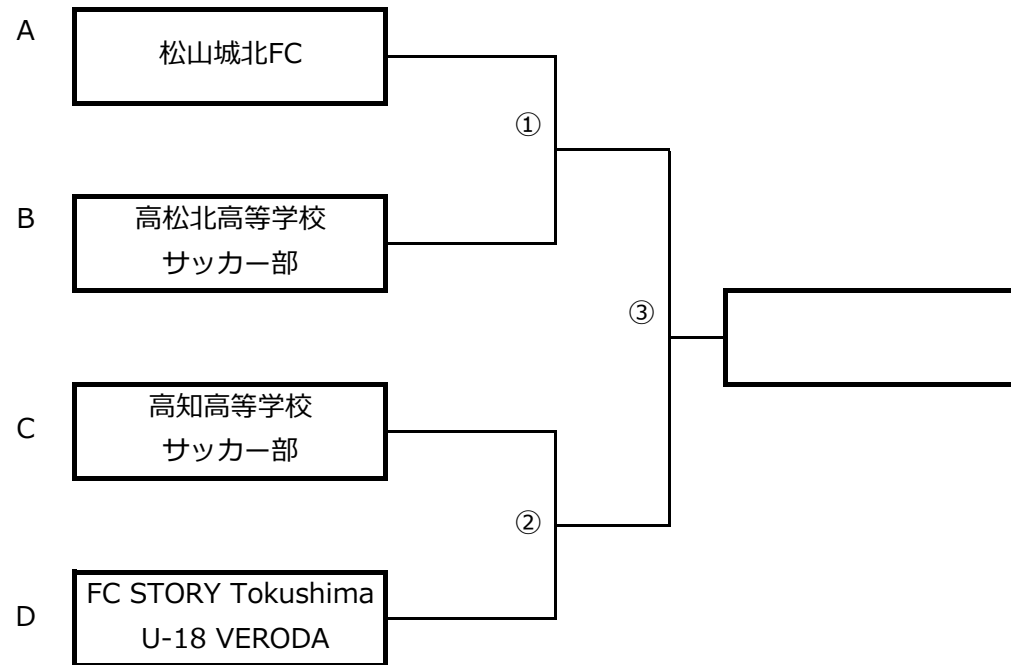 A
松山城北FC
①
B
高松北高等学校
サッカー部
③
C
高知高等学校
サッカー部
②
D
FC STORY Tokushima
U-18 VERODA